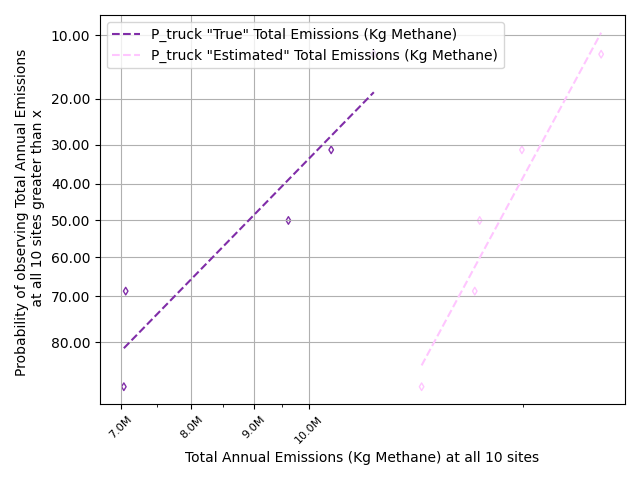 P_truck "True" Total Emissions (Kg Methane)
P_truck "Estimated" Total Emissions (Kg Methane)
Probability of observing Total Annual Emissions
at all 10 sites greater than x
10.00
20.00
30.00
40.00
50.00
60.00
70.00
80.00
7.0M
8.0M
9.0M
10.0M
Total Annual Emissions (Kg Methane) at all 10 sites